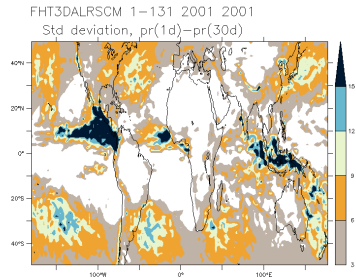 FHT3DALRSCM 1-131 2001 2001
Std deviation, pr(1d)-pr(30d)
40°N
20°N
0°
20°S
40°S
100°W
0°
100°E
15
12
9
6
3